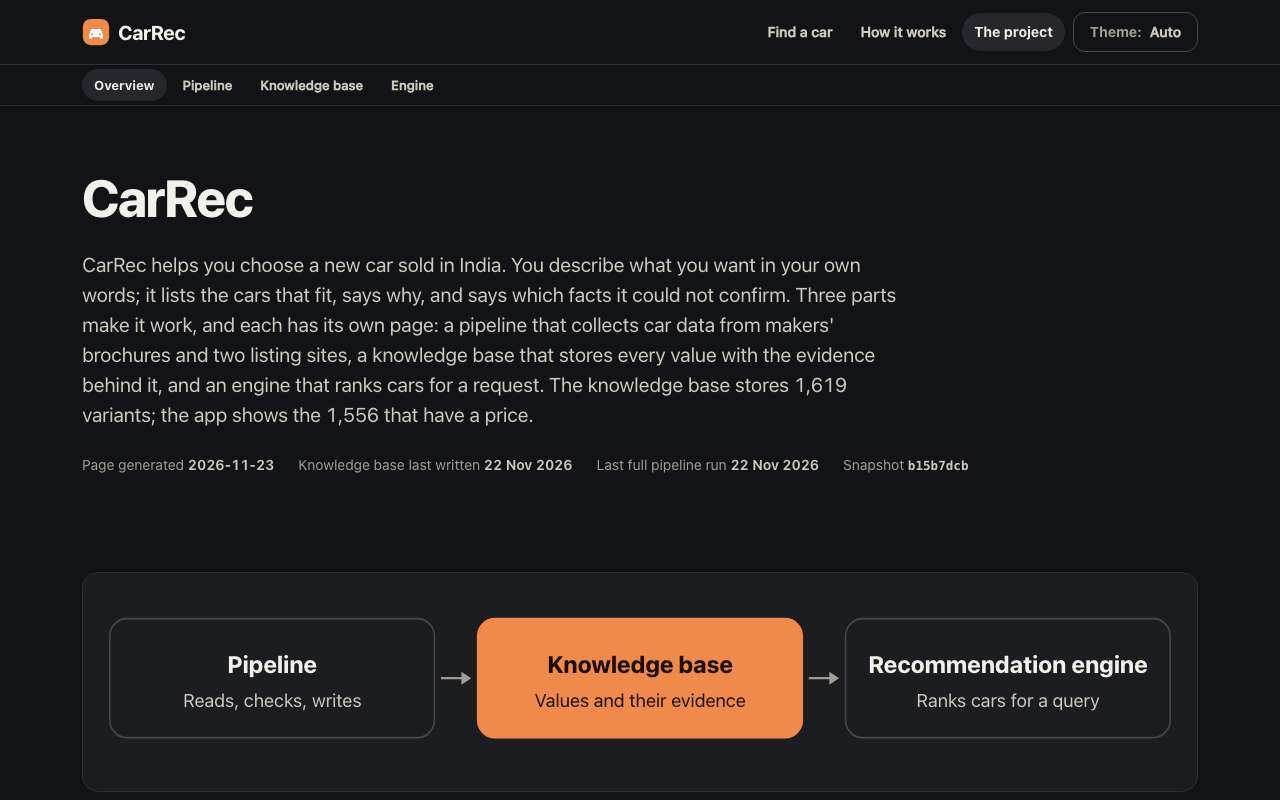 CarRec
Find a car
How it works
The project
Theme: Auto
Overview
Pipeline
Knowledge base
Engine
CarRec
CarRec helps you choose a new car sold in India. You describe what you want in your own
words; it lists the cars that fit, says why, and says which facts it could not confirm. Three parts
make it work, and each has its own page: a pipeline that collects car data from makers'
brochures and two listing sites, a knowledge base that stores every value with the evidence
behind it, and an engine that ranks cars for a request. The knowledge base stores 1,619
variants; the app shows the 1,556 that have a price.
Page generated 2026-11-23
Knowledge base last written 22 Nov 2026
Last full pipeline run 22 Nov 2026
Snapshot b15b7dcb
Pipeline
Reads, checks, writes
Knowledge base
Values and their evidence
Recommendation engine
Ranks cars for a query